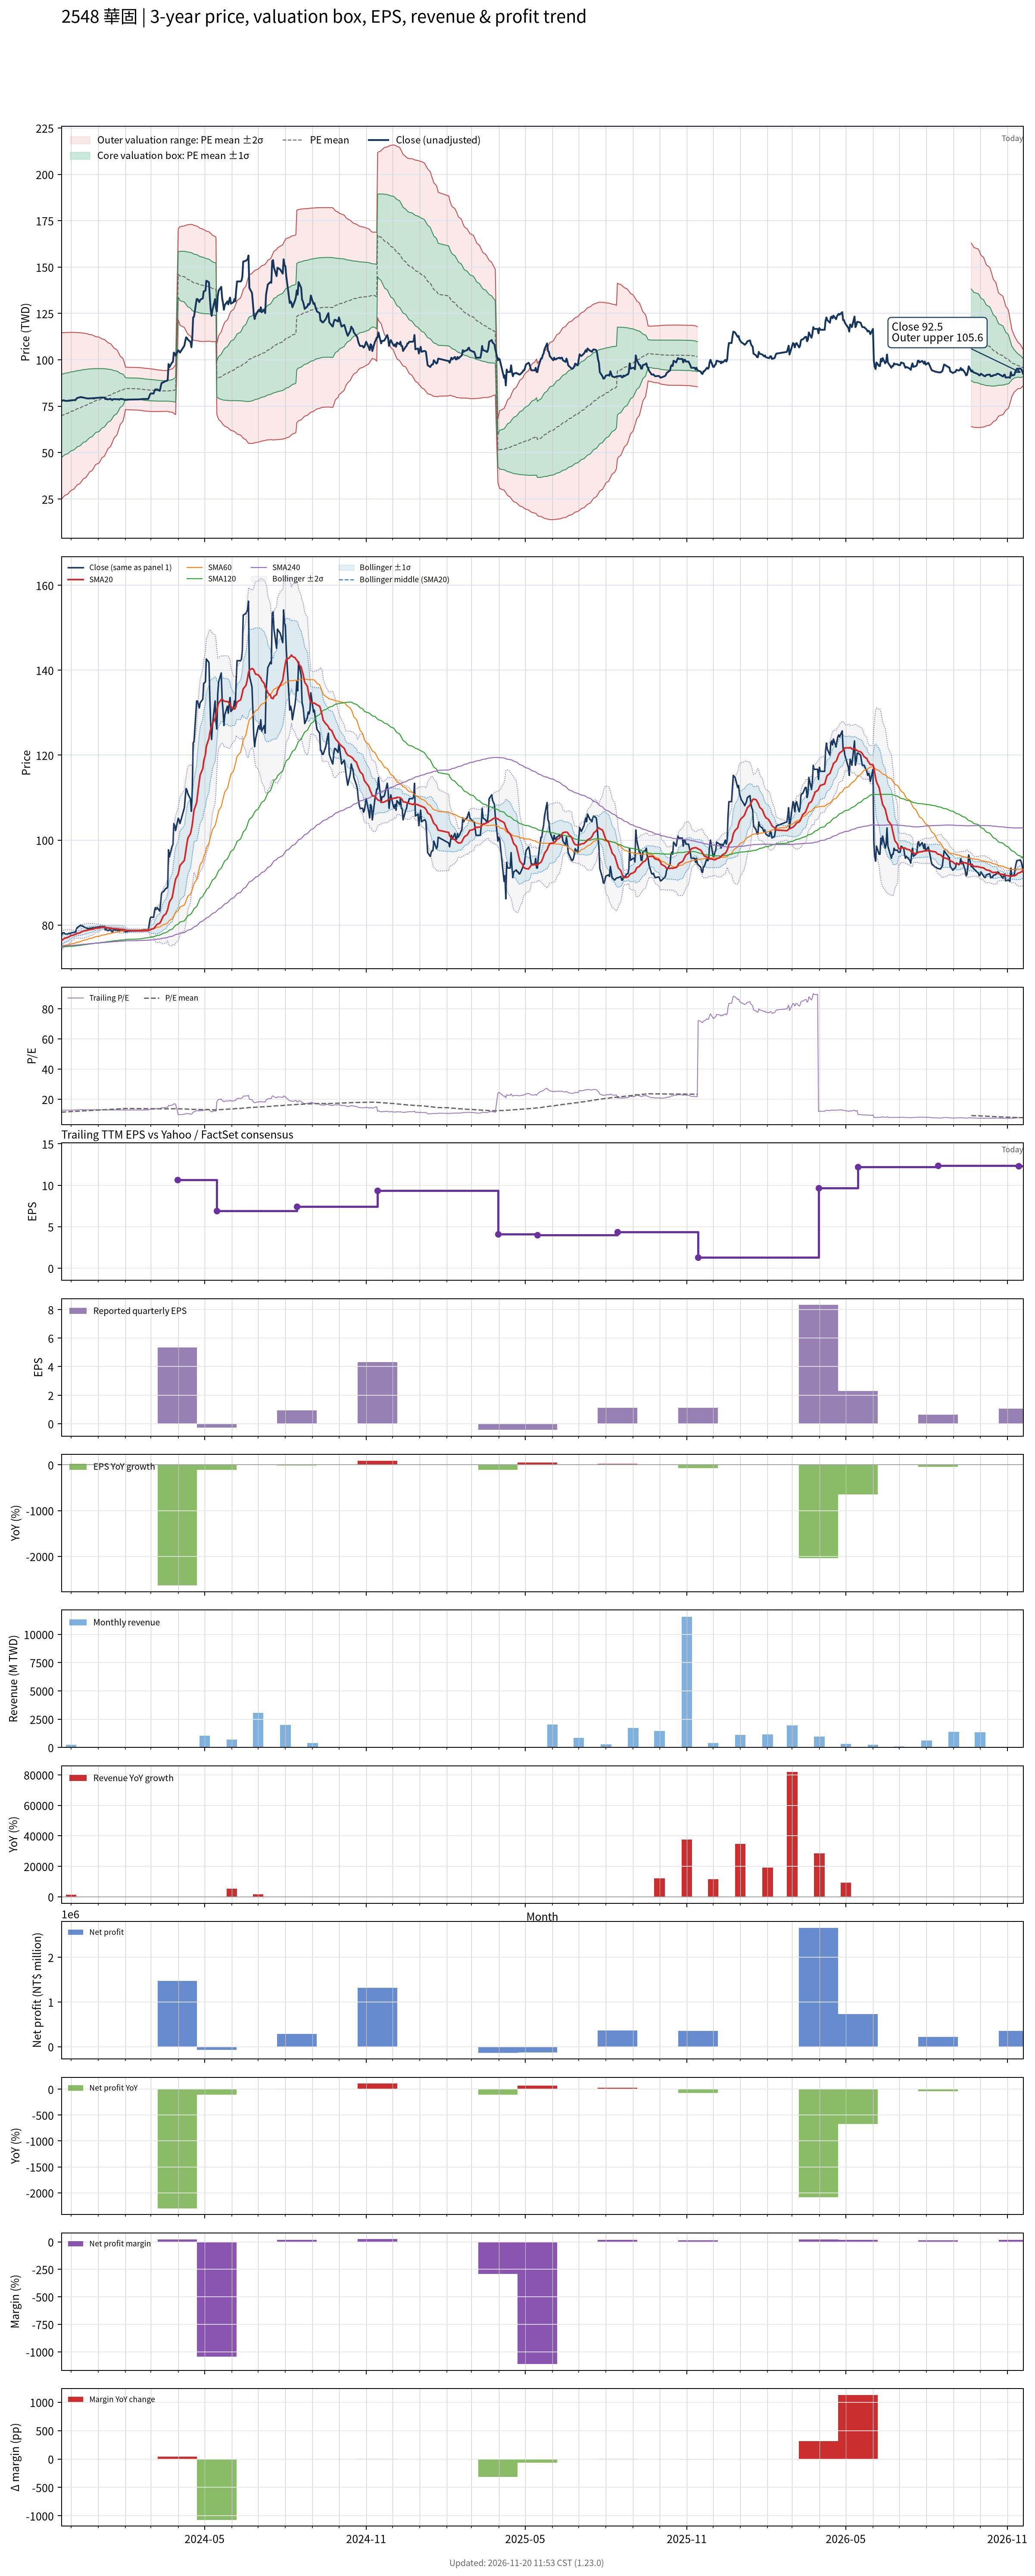 2548 華固 | 3-year price, valuation box, EPS, revenue & profit trend
Outer valuation range: PE mean ±2σ
PE mean
Close (unadjusted)
Core valuation box: PE mean ±1σ
Today
225
200
175
150
125
100
75
50
25
Price (TWD)
Close 92.5
Outer upper 105.6
Close (same as panel 1)
SMA60
SMA240
Bollinger ±1σ
SMA20
SMA120
Bollinger ±2σ
Bollinger middle (SMA20)
160
140
120
100
80
Price
Trailing P/E
P/E mean
80
60
40
20
P/E
Trailing TTM EPS vs Yahoo / FactSet consensus
Today
15
10
5
0
EPS
Reported quarterly EPS
8
6
4
2
0
EPS
EPS YoY growth
0
-1000
-2000
YoY (%)
Monthly revenue
10000
7500
5000
2500
0
Revenue (M TWD)
Revenue YoY growth
80000
60000
40000
20000
0
YoY (%)
Month
1e6
Net profit
2
1
0
Net profit (NT$ million)
Net profit YoY
0
-500
-1000
-1500
-2000
YoY (%)
Net profit margin
0
-250
-500
-750
-1000
Margin (%)
Margin YoY change
1000
500
0
-500
-1000
Δ margin (pp)
2024-05
2024-11
2025-05
2025-11
2026-05
2026-11
Updated: 2026-11-20 11:53 CST (1.23.0)